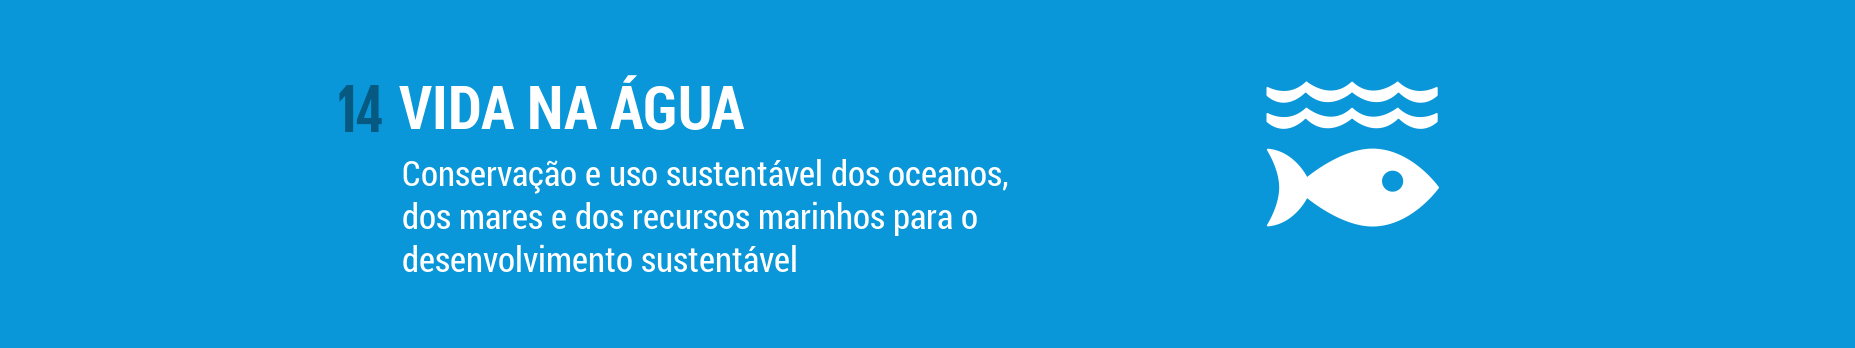 14 VIDA NA ÁGUA
Conservação e uso sustentável dos oceanos,
dos mares e dos recursos marinhos para o
desenvolvimento sustentável